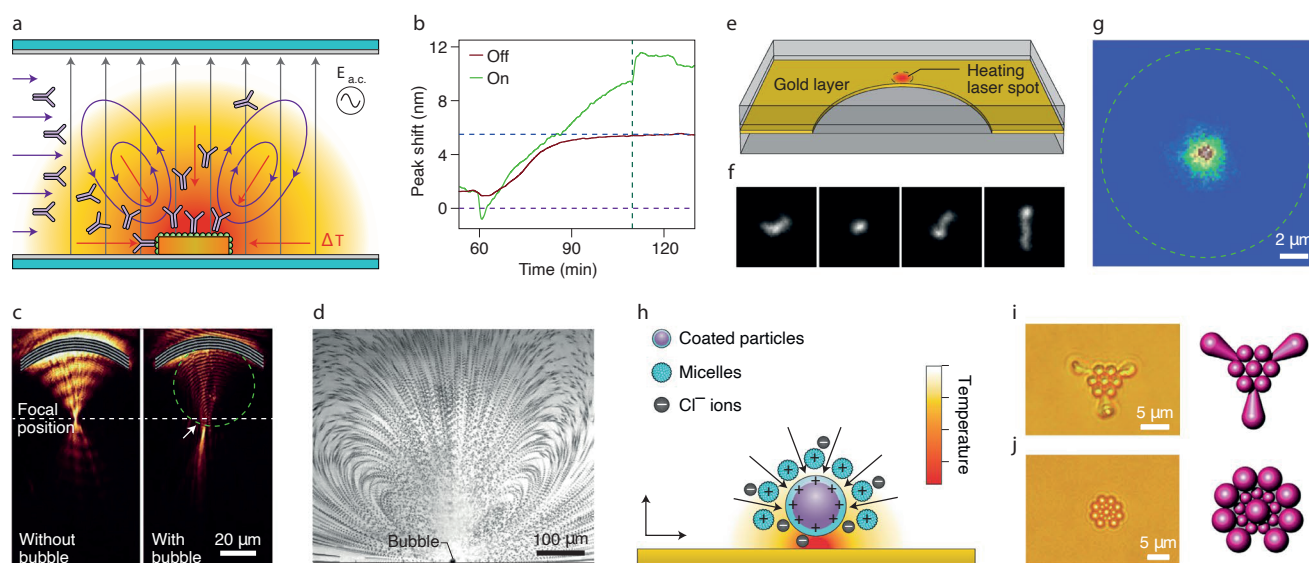 a
E a.c.
ΔT
b
Off
On
Peak shift (nm)
12
8
4
0
60
90
120
Time (min)
e
Gold layer
Heating
laser spot
f
g
2 μm
c
Focal
position
Without
bubble
With
bubble
20 μm
d
Bubble
100 μm
h
Coated particles
Micelles
Cl⁻ ions
Temperature
i
5 μm
j
5 μm